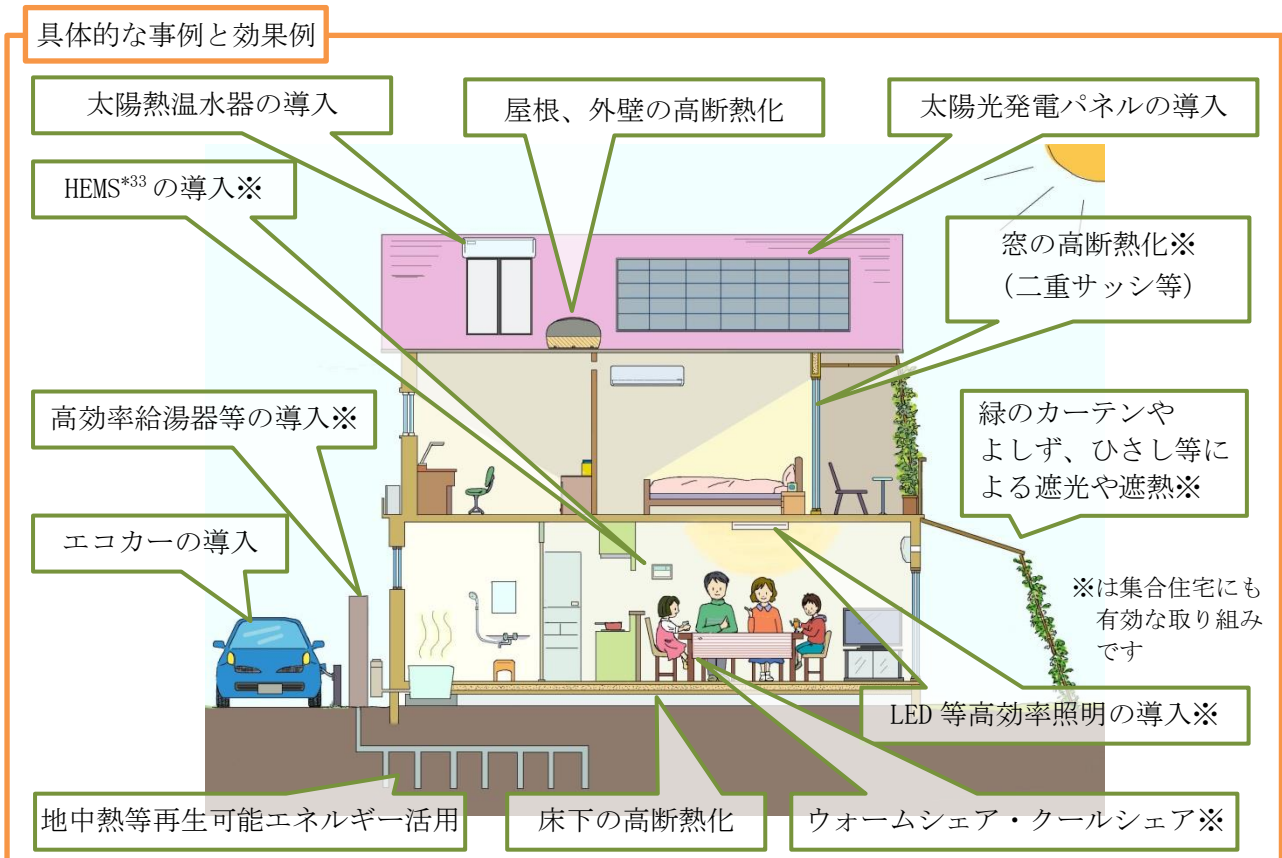 具体的な事例と効果例
太陽熱温水器の導入
屋根、外壁の高断熱化
太陽光発電パネルの導入
HEMS*33 の導入※
窓の高断熱化※
（二重サッシ等）
高効率給湯器等の導入※
緑のカーテンや
よしず、ひさし等に
よる遮光や遮熱※
エコカーの導入
※は集合住宅にも
有効な取り組み
です
LED 等高効率照明の導入※
地中熱等再生可能エネルギー活用
床下の高断熱化
ウォームシェア・クールシェア※